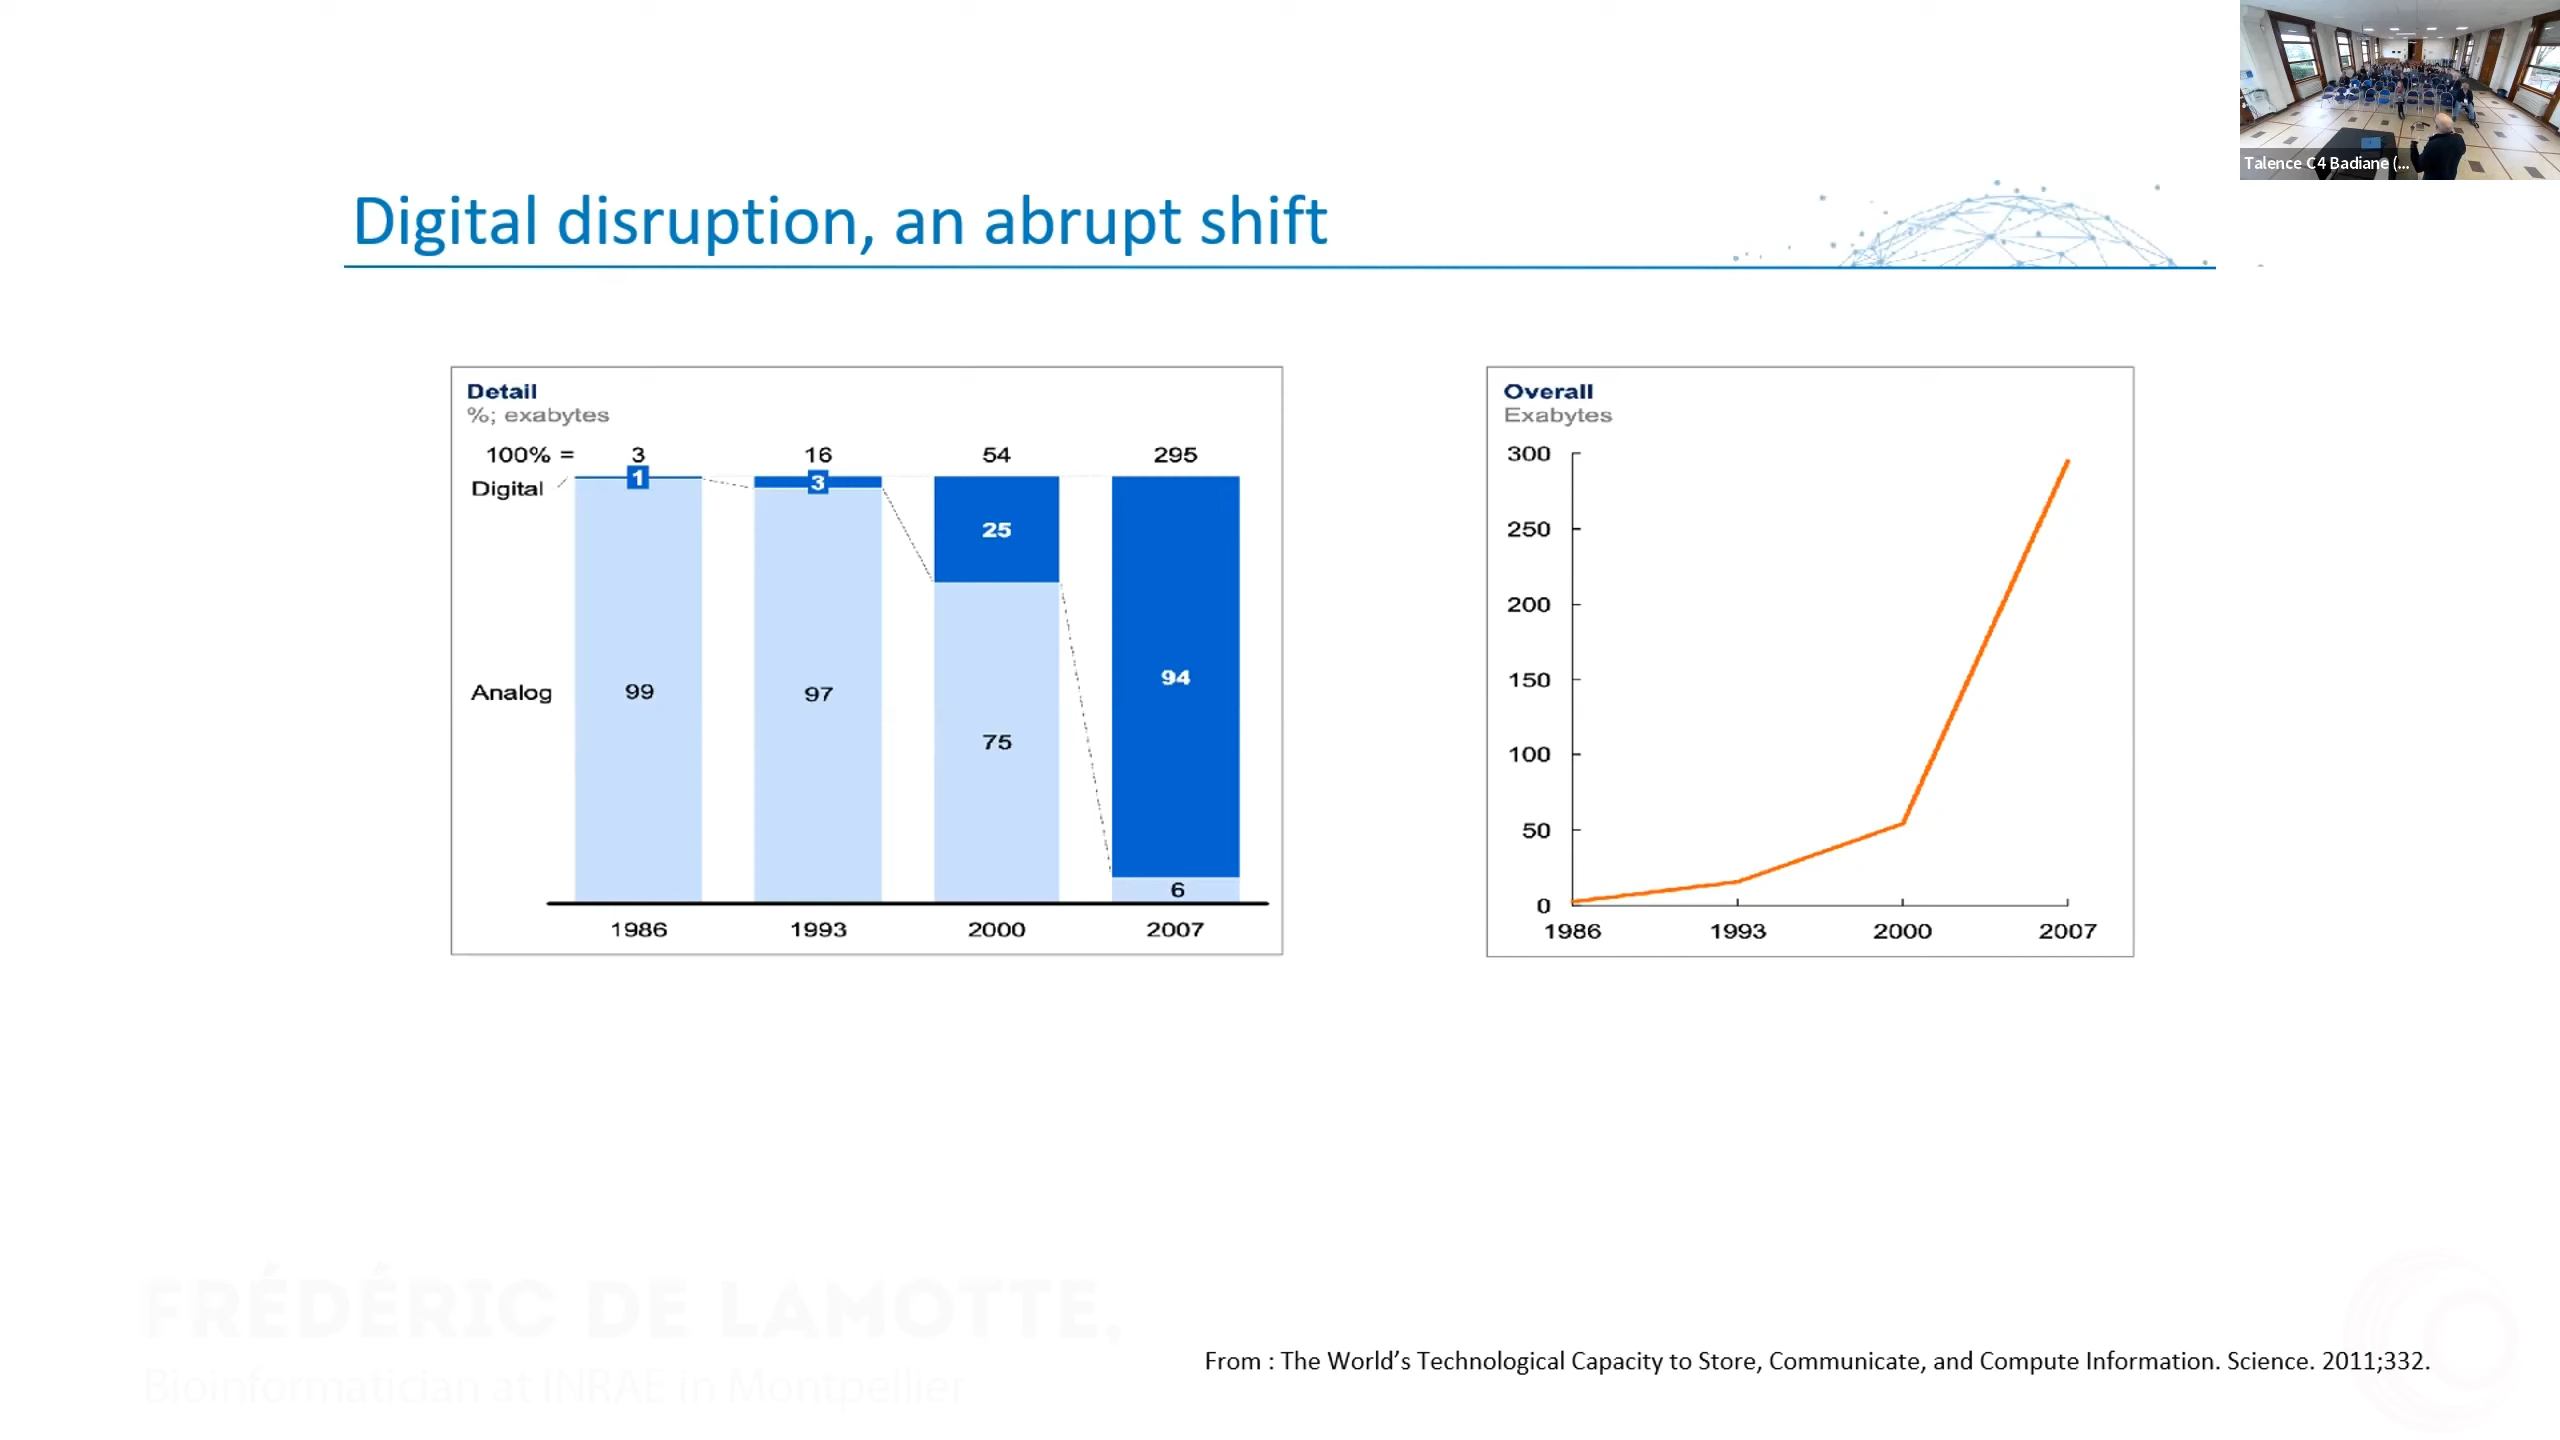 Talence C4 Badiane (...
Digital disruption, an abrupt shift
Detail
%; exabytes
100% = 3 16 54 295
Digital 1 3 25 94
Analog 99 97 75 6
1986 1993 2000 2007
Overall
Exabytes
300
250
200
150
100
50
0
1986 1993 2000 2007
FRÉDÉRIC DE LAMOTTE.
Bioinformatician at INRAE in Montpellier
From : The World’s Technological Capacity to Store, Communicate, and Compute Information. Science. 2011;332.